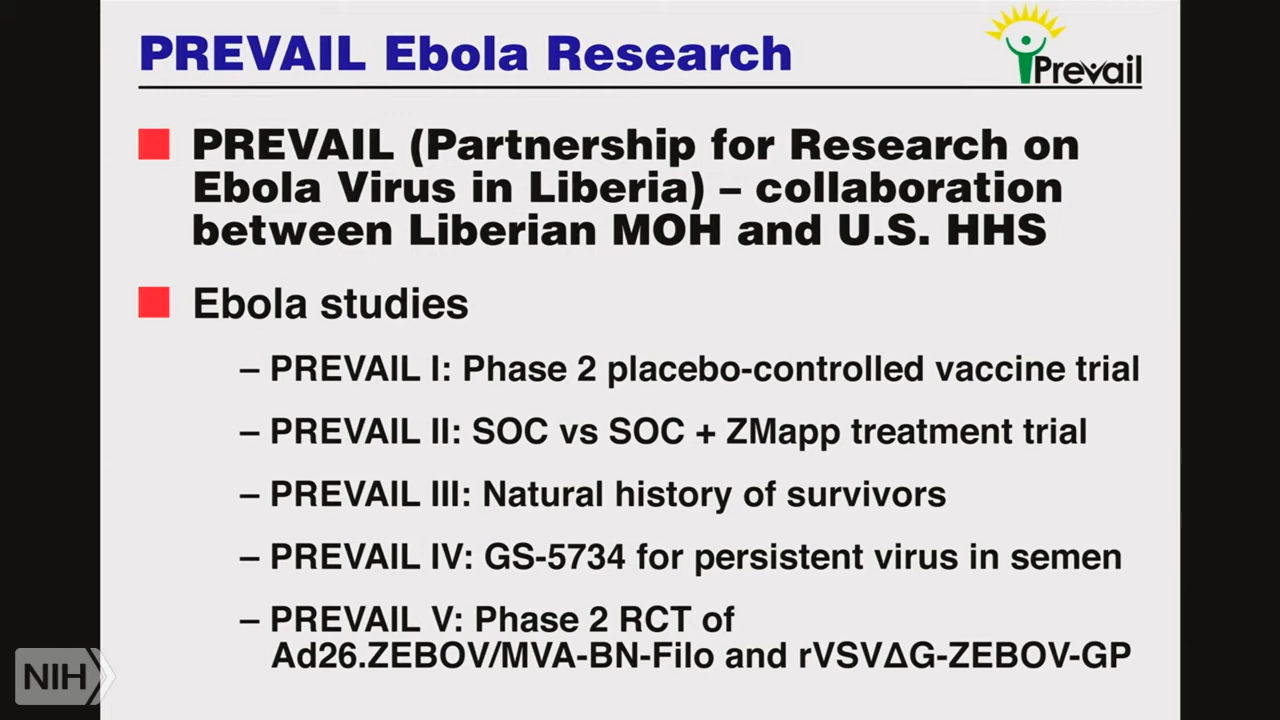 PREVAIL Ebola Research
Prevail
PREVAIL (Partnership for Research on
Ebola Virus in Liberia) – collaboration
between Liberian MOH and U.S. HHS
Ebola studies
– PREVAIL I: Phase 2 placebo-controlled vaccine trial
– PREVAIL II: SOC vs SOC + ZMapp treatment trial
– PREVAIL III: Natural history of survivors
– PREVAIL IV: GS-5734 for persistent virus in semen
– PREVAIL V: Phase 2 RCT of
Ad26.ZEBOV/MVA-BN-Filo and rVSVΔG-ZEBOV-GP
NIH